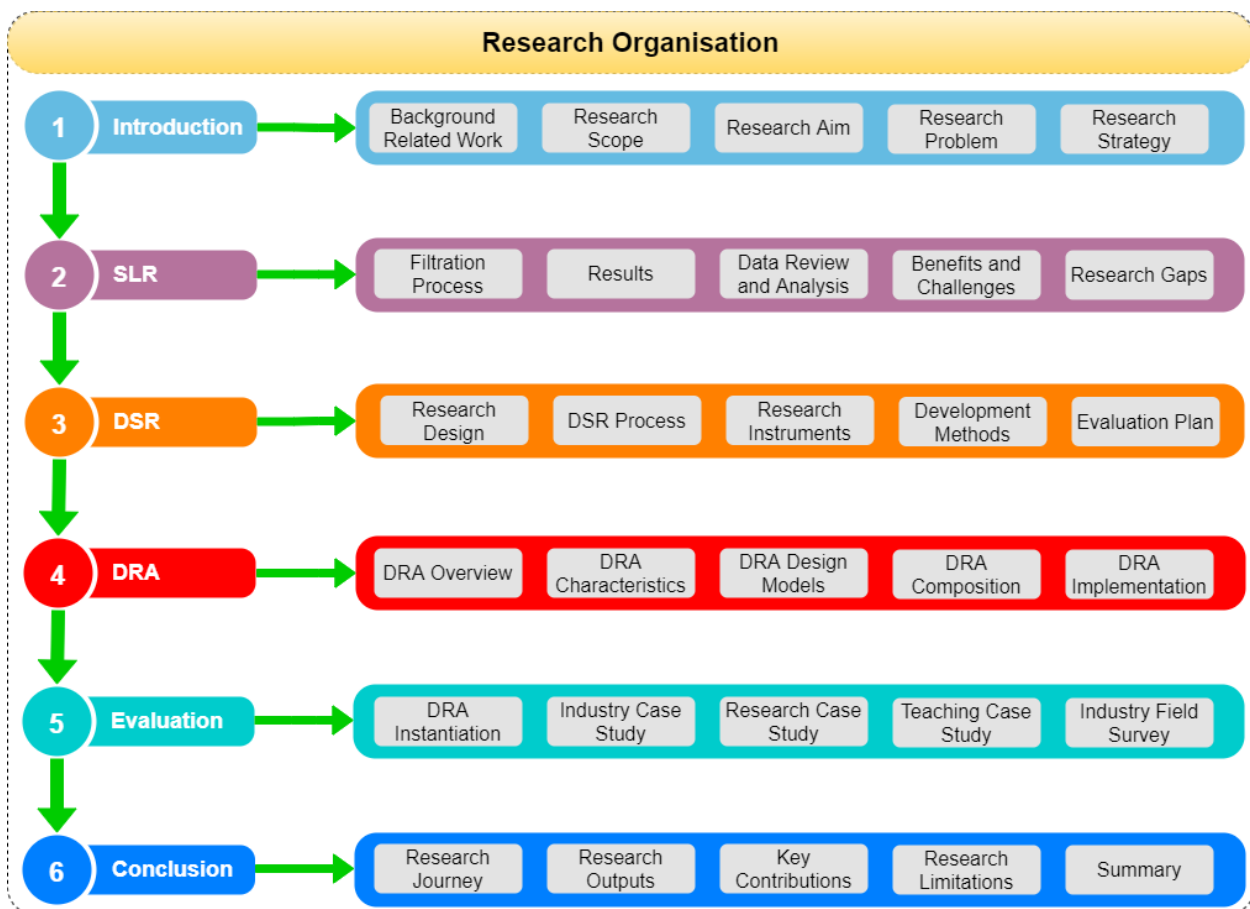 Research Organisation
1
Introduction
Background
Related Work
Research
Scope
Research Aim
Research
Problem
Research
Strategy
2
SLR
Filtration
Process
Results
Data Review
and Analysis
Benefits and
Challenges
Research Gaps
3
DSR
Research
Design
DSR Process
Research
Instruments
Development
Methods
Evaluation Plan
4
DRA
DRA Overview
DRA
Characteristics
DRA Design
Models
DRA
Composition
DRA
Implementation
5
Evaluation
DRA
Instantiation
Industry Case
Study
Research Case
Study
Teaching Case
Study
Industry Field
Survey
6
Conclusion
Research
Journey
Research
Outputs
Key
Contributions
Research
Limitations
Summary